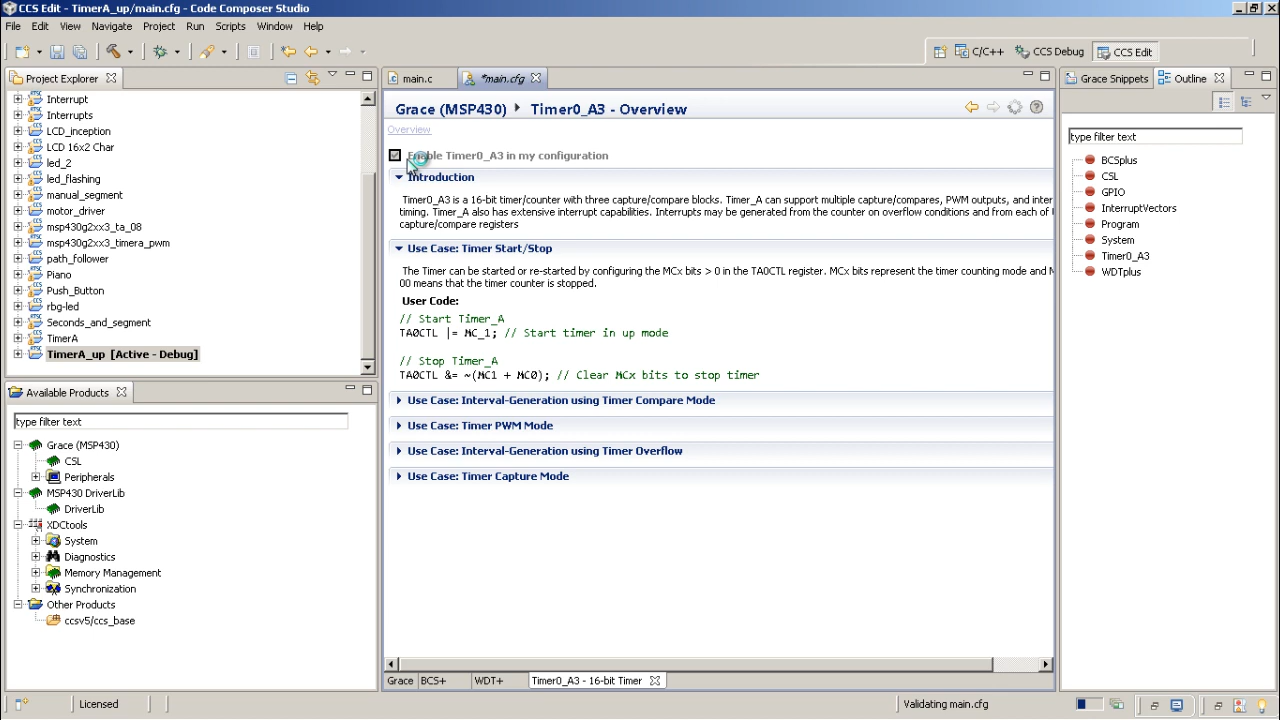 CCS Edit - TimerA_up/main.cfg - Code Composer Studio
File Edit View Navigate Project Run Scripts Window Help
C/C++ CCS Debug CCS Edit
Project Explorer
Interrupt
Interrupts
LCD_inception
LCD 16x2 Char
led_2
led_flashing
manual_segment
motor_driver
msp430g2xx3_ta_08
msp430g2xx3_timera_pwm
path_follower
Piano
Push_Button
rbg-led
Seconds_and_segment
TimerA
TimerA_up [Active - Debug]
Available Products
type filter text
Grace (MSP430)
CSL
Peripherals
MSP430 DriverLib
DriverLib
XDCtools
System
Diagnostics
Memory Management
Synchronization
Other Products
ccsv5/ccs_base
main.c *main.cfg
Grace (MSP430) Timer0_A3 - Overview
Overview
Enable Timer0_A3 in my configuration
Introduction
Timer0_A3 is a 16-bit timer/counter with three capture/compare blocks. Timer_A can support multiple capture/compares, PWM outputs, and inter
timing. Timer_A also has extensive interrupt capabilities. Interrupts may be generated from the counter on overflow conditions and from each of
capture/compare registers
Use Case: Timer Start/Stop
The Timer can be started or re-started by configuring the MCx bits > 0 in the TA0CTL register. MCx bits represent the timer counting mode and M
00 means that the timer counter is stopped.
User Code:
// Start Timer_A
TA0CTL |= MC_1; // Start timer in up mode
// Stop Timer_A
TA0CTL &= ~(MC1 + MC0); // Clear MCx bits to stop timer
Use Case: Interval-Generation using Timer Compare Mode
Use Case: Timer PWM Mode
Use Case: Interval-Generation using Timer Overflow
Use Case: Timer Capture Mode
Grace BCS+ WDT+ Timer0_A3 - 16-bit Timer
Grace Snippets Outline
type filter text
BCSplus
CSL
GPIO
InterruptVectors
Program
System
Timer0_A3
WDTplus
Licensed Validating main.cfg